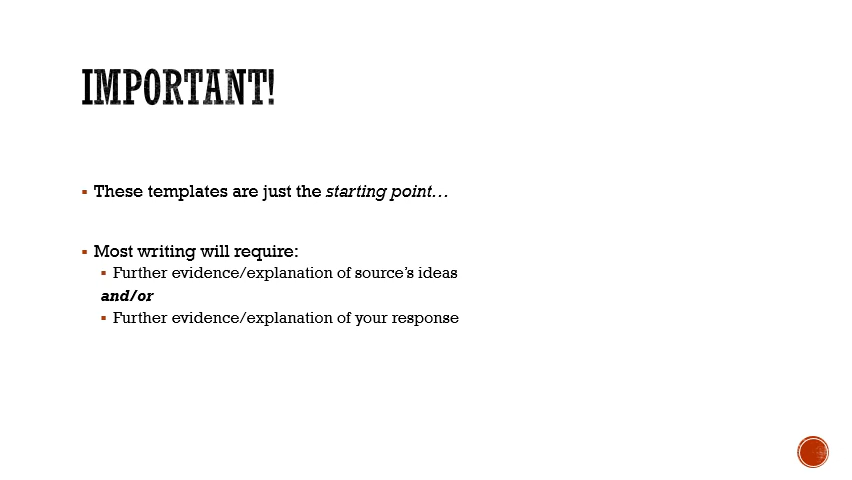 IMPORTANT!
▪ These templates are just the starting point…
▪ Most writing will require:
▪ Further evidence/explanation of source’s ideas
and/or
▪ Further evidence/explanation of your response